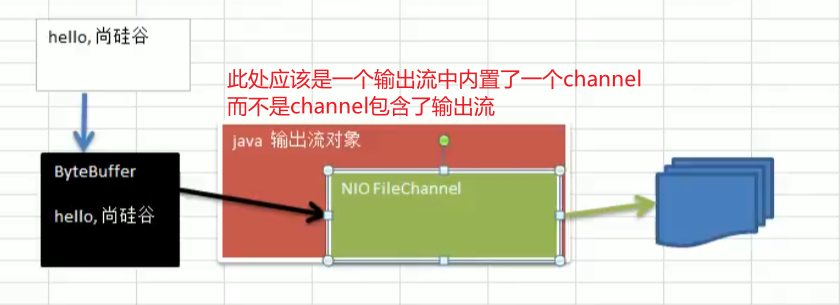 hello, 尚硅谷
此处应该是一个输出流中内置了一个channel
而不是channel包含了输出流
java 输出流对象
ByteBuffer
NIO FileChannel
hello, 尚硅谷